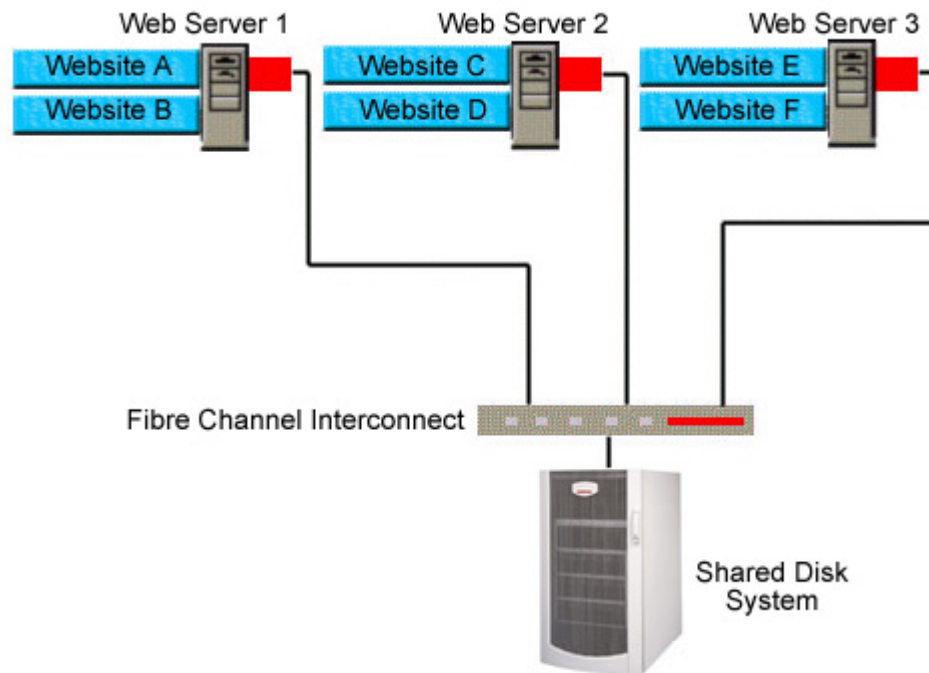 Web Server 1
Web Server 2
Web Server 3
Website A
Website C
Website E
Website B
Website D
Website F
Fibre Channel Interconnect
Shared Disk
System